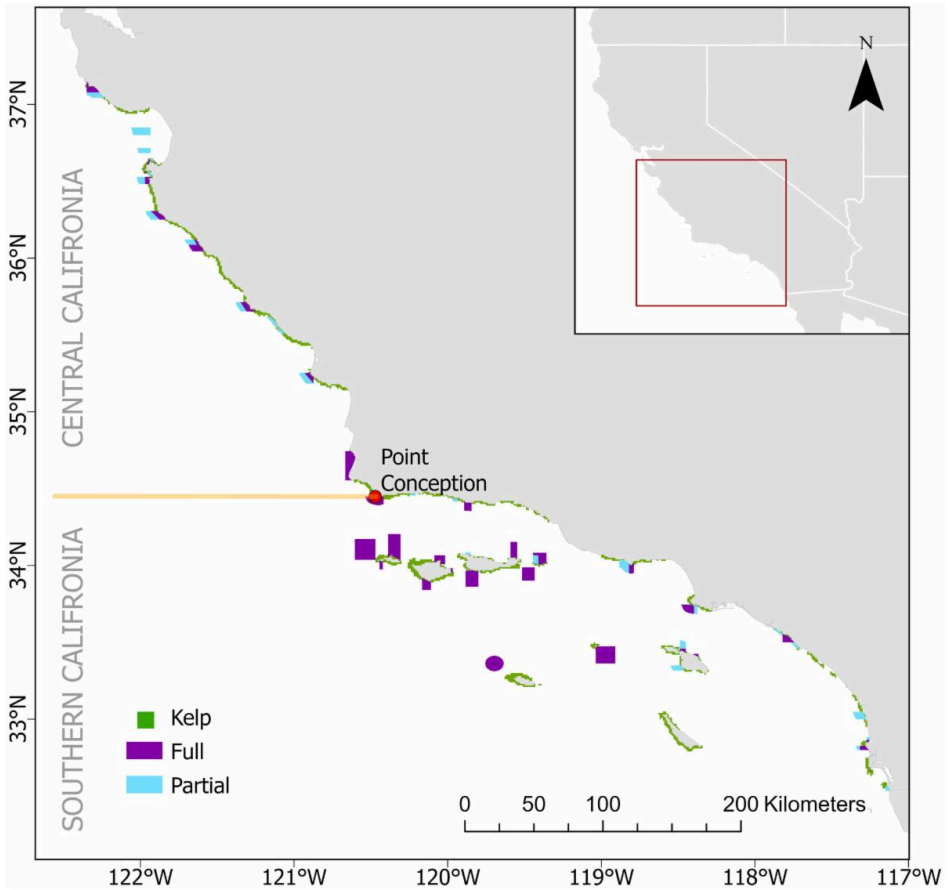 N
37°N
36°N
35°N
34°N
33°N
CENTRAL CALIFRONIA
SOUTHERN CALIFRONIA
Point
Conception
Kelp
Full
Partial
0 50 100 200 Kilometers
122°W 121°W 120°W 119°W 118°W 117°W